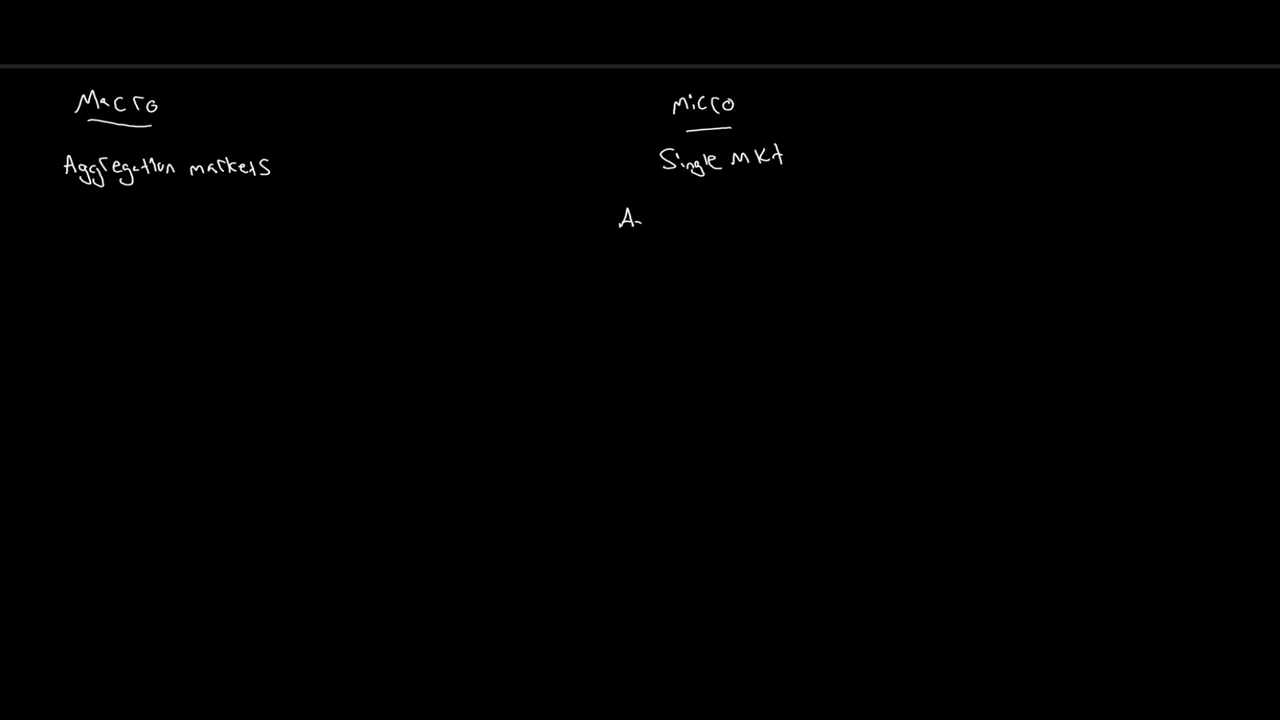 Macro
Aggregation markets
Micro
Single MKt
A-